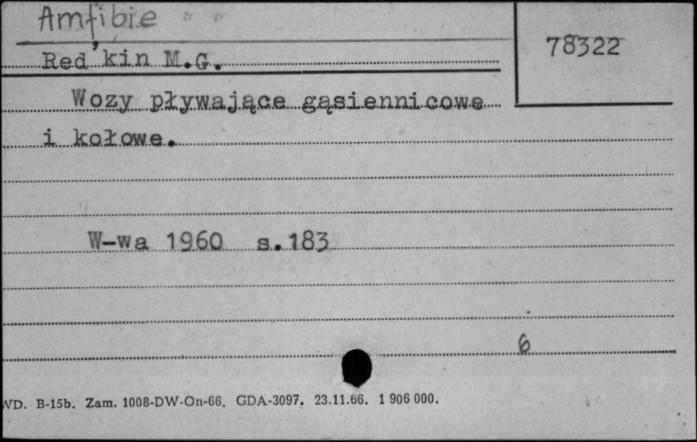 Amfibie
78322
Red'kin M.G.
Wozy pływające gąsiennicowe
i kołowe.
W-wa 1960 s.183
6
WD. B-15b. Zam. 1008-DW-On-66. GDA-3097. 23.11.66. 1 906 000.